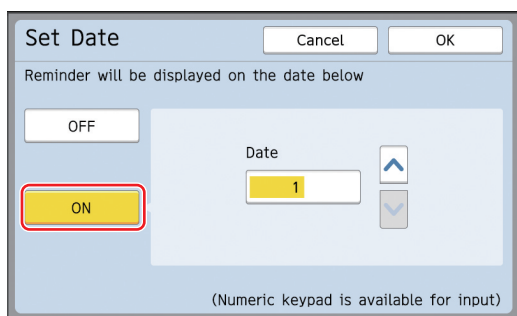 Set Date
Cancel
OK
Reminder will be displayed on the date below
OFF
Date
1
ON
(Numeric keypad is available for input)